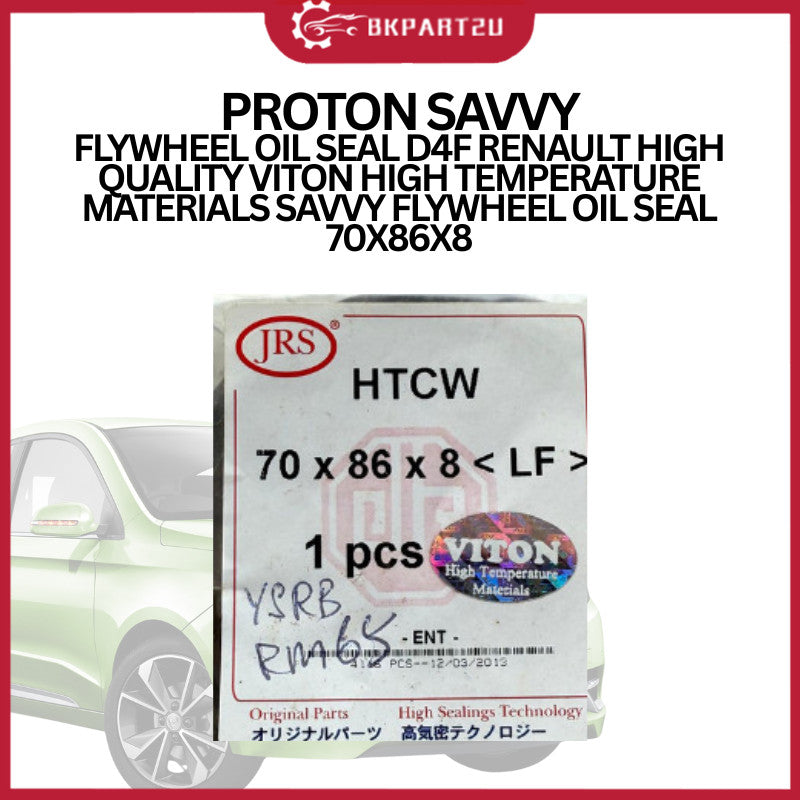 BKPART2U
PROTON SAVVY
FLYWHEEL OIL SEAL D4F RENAULT HIGH
QUALITY VITON HIGH TEMPERATURE
MATERIALS SAVVY FLYWHEEL OIL SEAL
70X86X8
JRS®
HTCW
70 x 86 x 8 < LF >
1 pcs
VITON
High Temperature
Materials
YSRB
RM65
- ENT -
PCS--12/03/2013
Original Parts High Sealings Technology
オリジナルパーツ 高気密テクノロジー